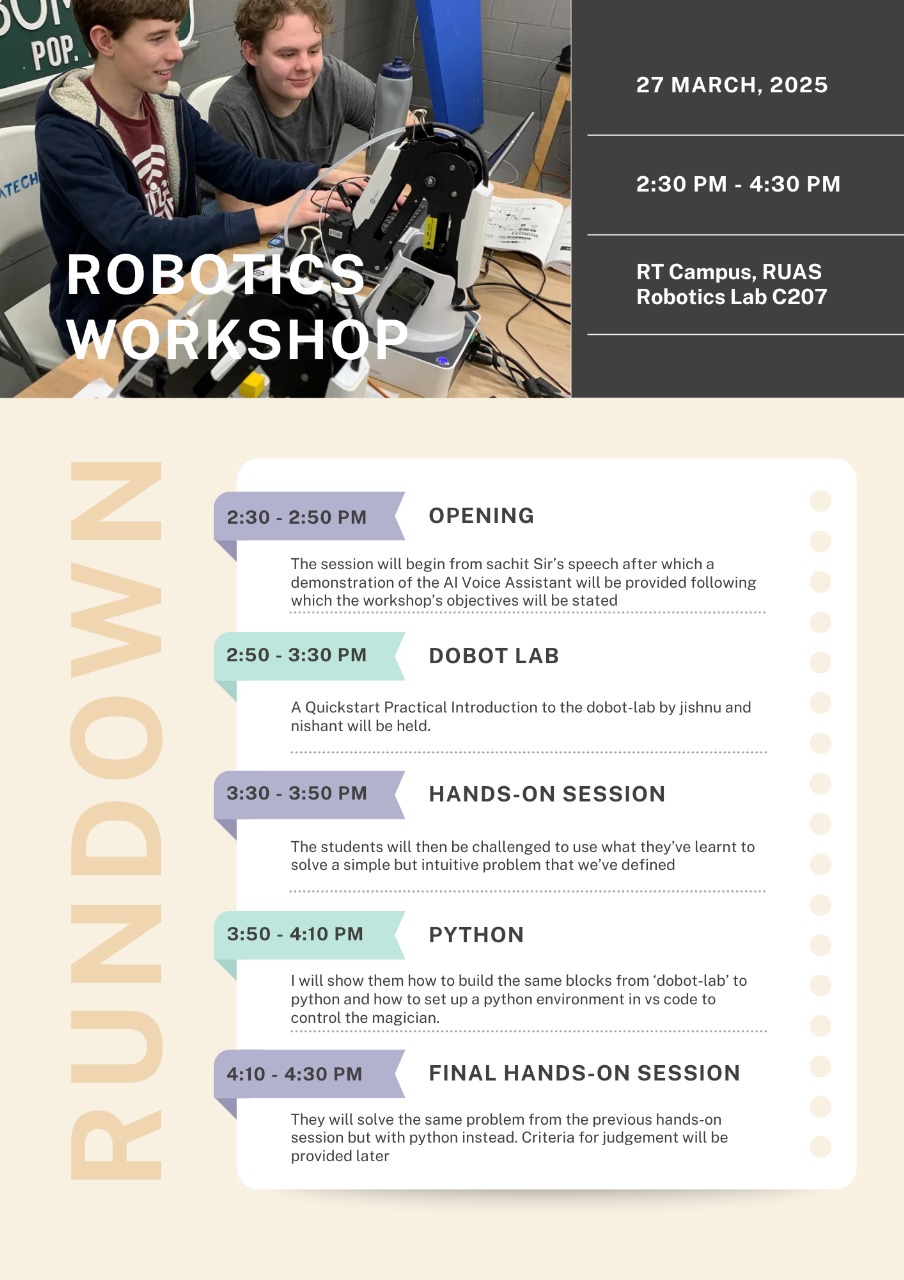 BOM
POP.
ATECH
ROBOTICS
WORKSHOP
27 MARCH, 2025
2:30 PM - 4:30 PM
RT Campus, RUAS
Robotics Lab C207
RUNDOWN
2:30 - 2:50 PM
OPENING
The session will begin from sachit Sir’s speech after which a
demonstration of the AI Voice Assistant will be provided following
which the workshop’s objectives will be stated
2:50 - 3:30 PM
DOBOT LAB
A Quickstart Practical Introduction to the dobot-lab by jishnu and
nishant will be held.
3:30 - 3:50 PM
HANDS-ON SESSION
The students will then be challenged to use what they’ve learnt to
solve a simple but intuitive problem that we’ve defined
3:50 - 4:10 PM
PYTHON
I will show them how to build the same blocks from ‘dobot-lab’ to
python and how to set up a python environment in vs code to
control the magician.
4:10 - 4:30 PM
FINAL HANDS-ON SESSION
They will solve the same problem from the previous hands-on
session but with python instead. Criteria for judgement will be
provided later